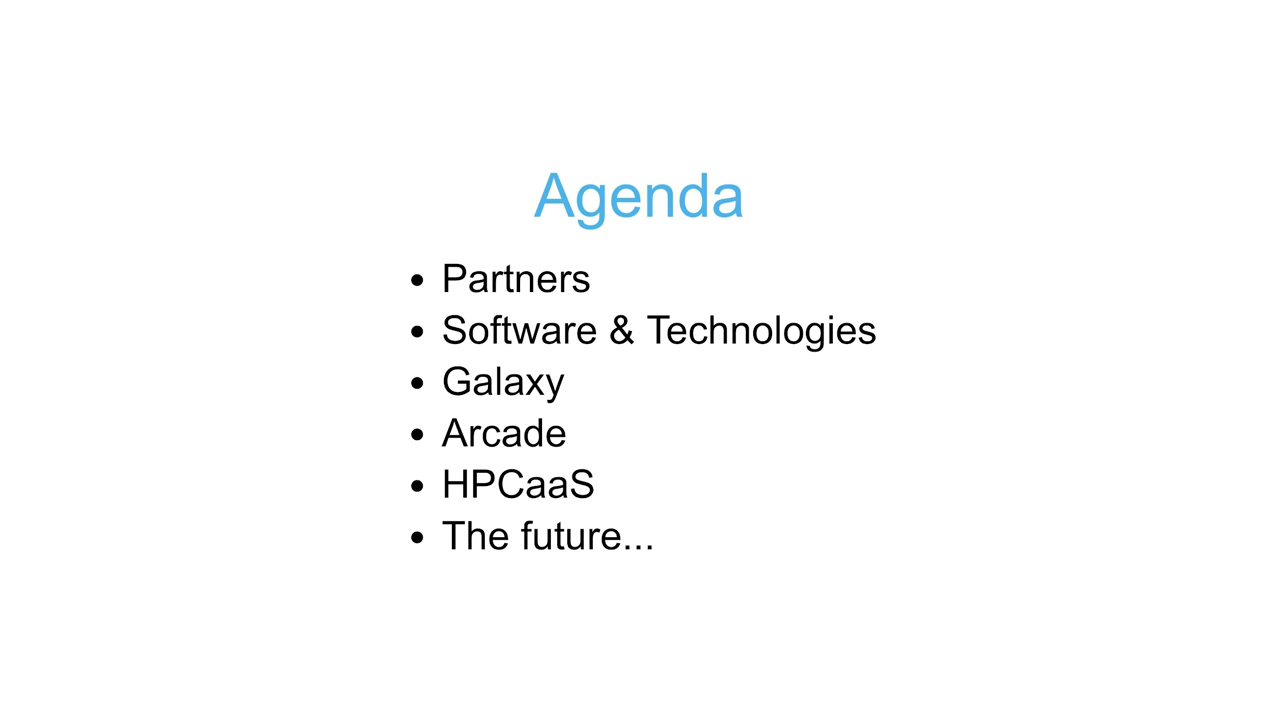 Agenda
• Partners
• Software & Technologies
• Galaxy
• Arcade
• HPCaaS
• The future...